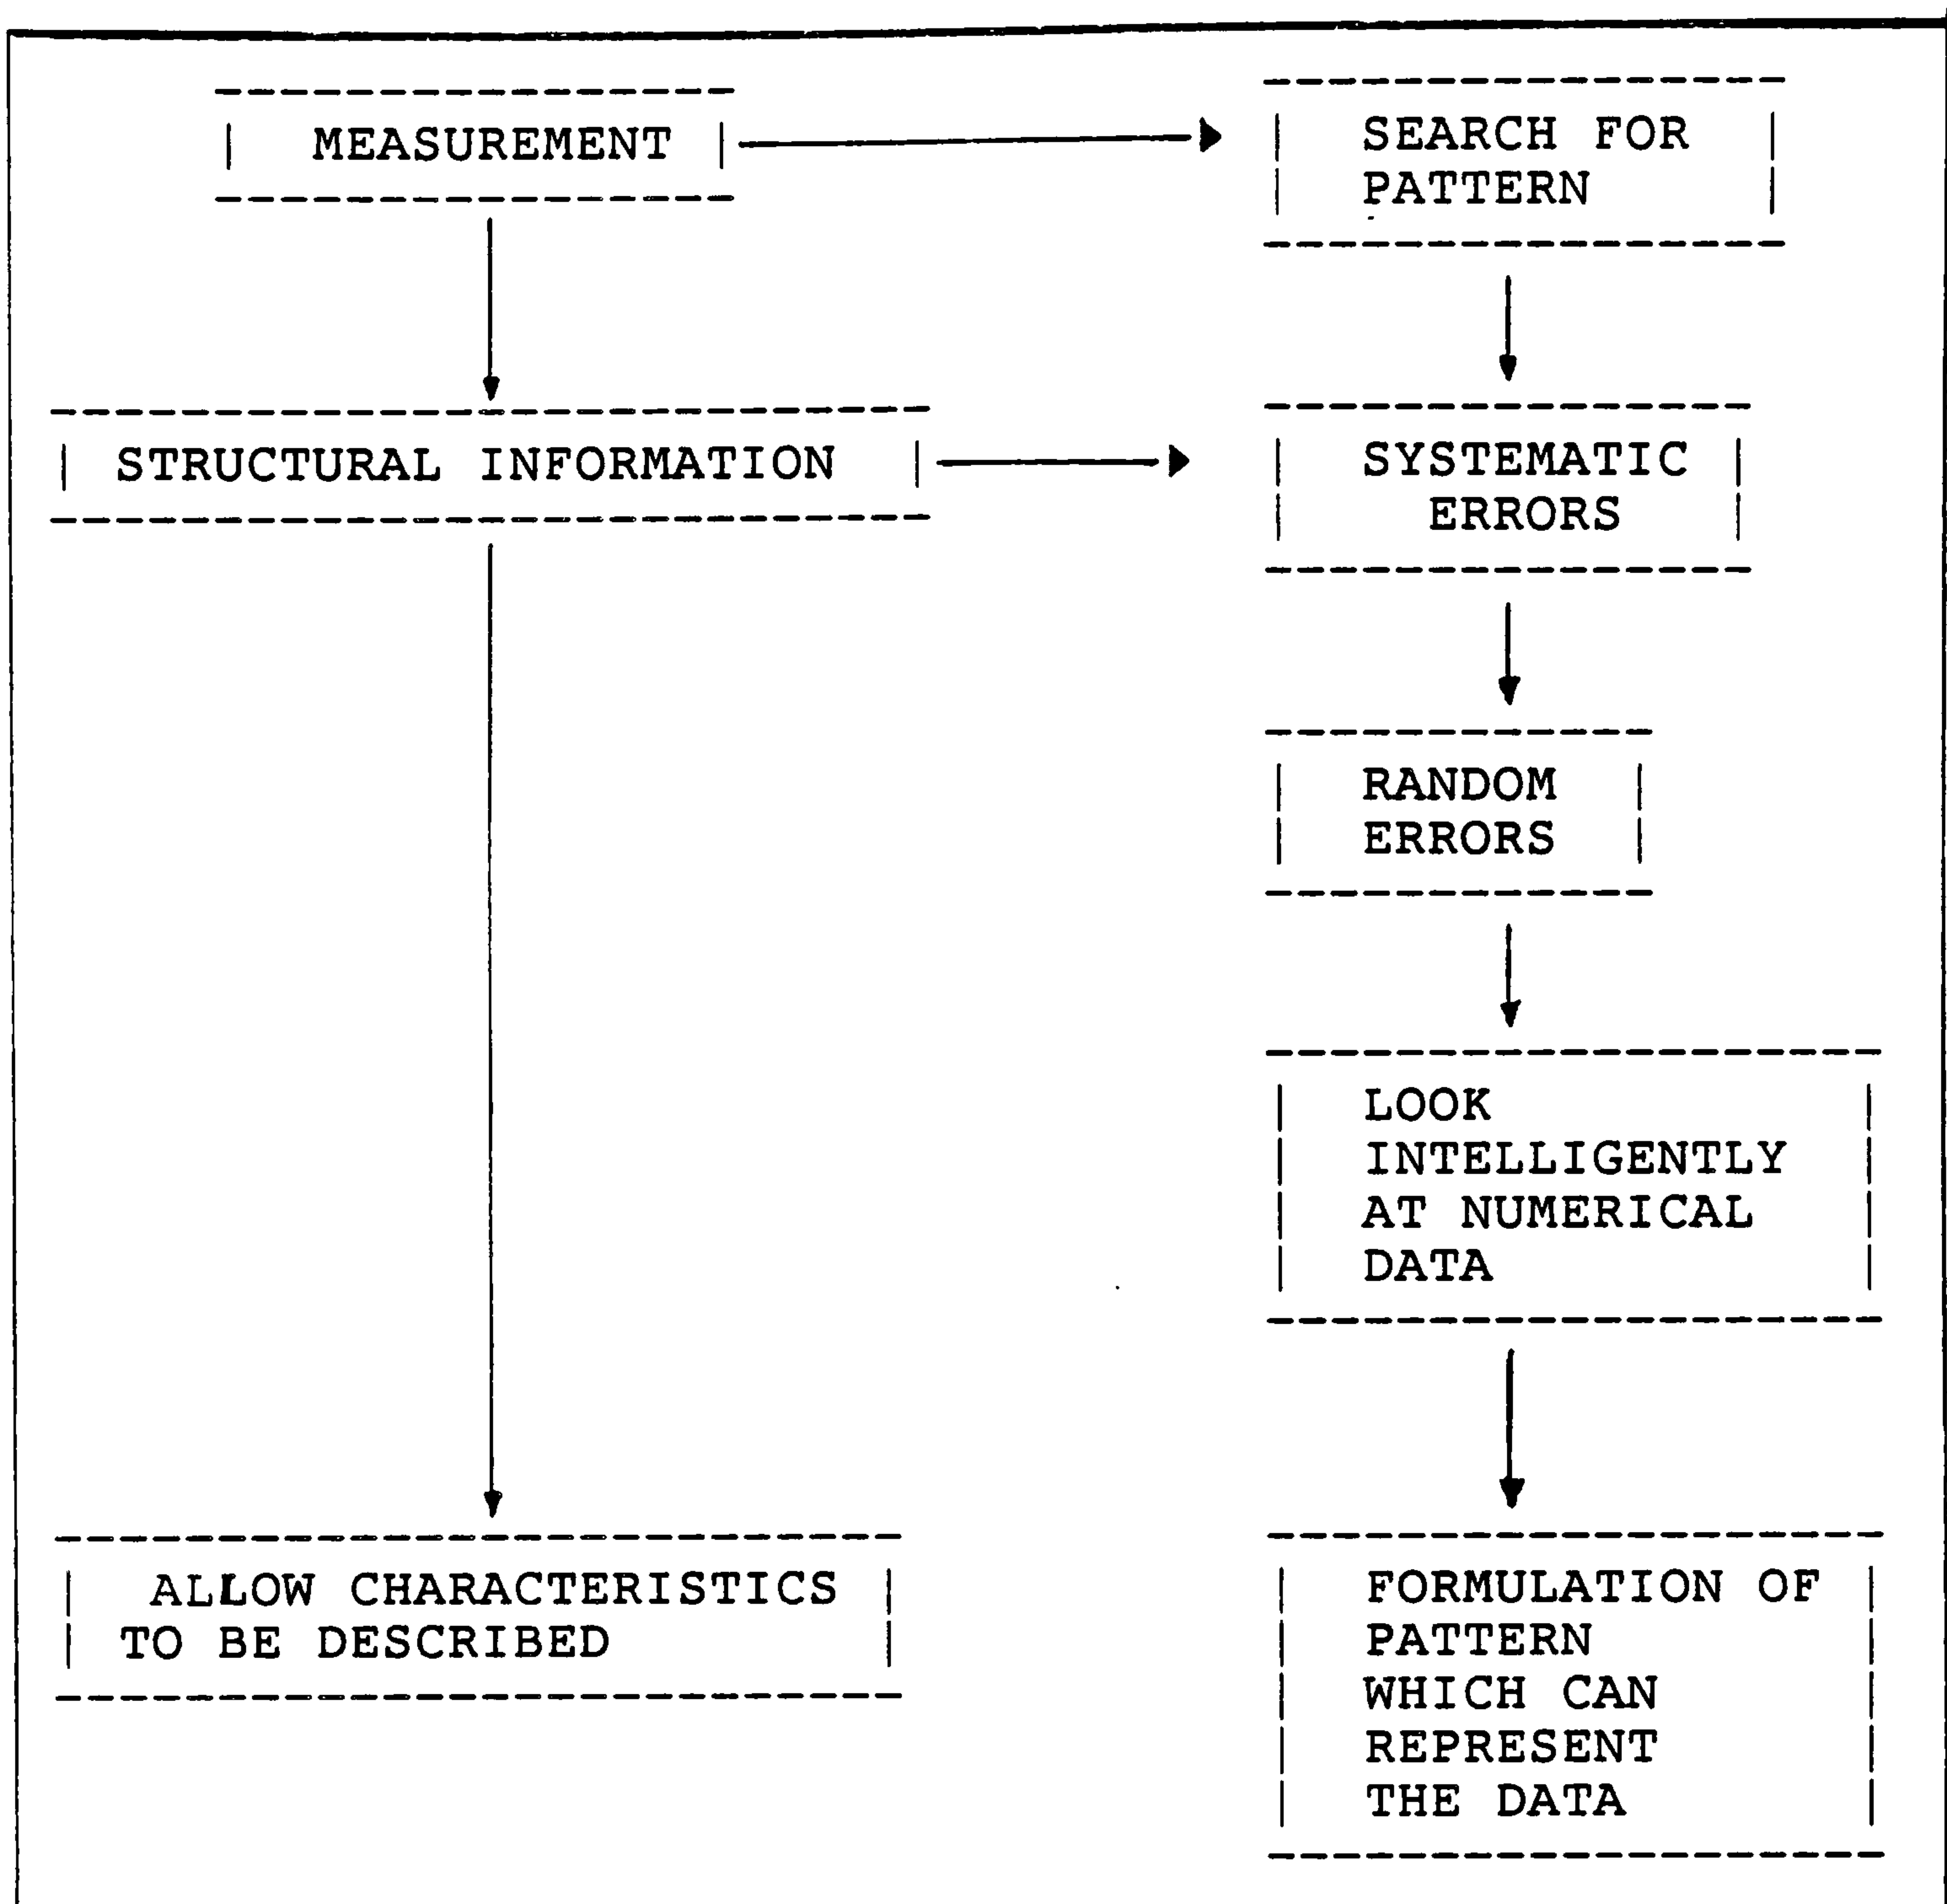 MEASUREMENT
SEARCH FOR
PATTERN
STRUCTURAL INFORMATION
SYSTEMATIC
ERRORS
RANDOM
ERRORS
LOOK
INTELLIGENTLY
AT NUMERICAL
DATA
ALLOW CHARACTERISTICS
TO BE DESCRIBED
FORMULATION OF
PATTERN
WHICH CAN
REPRESENT
THE DATA